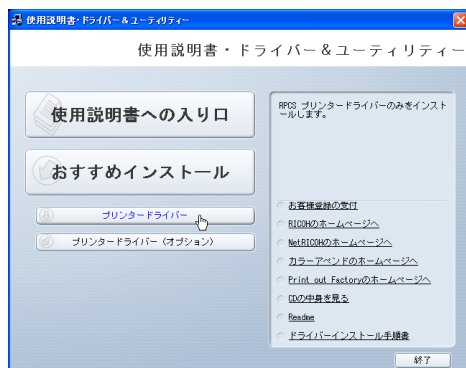 使用説明書・ドライバー＆ユーティリティー
使用説明書・ドライバー＆ユーティリティー
使用説明書への入り口
おすすめインストール
プリンタードライバー
プリンタードライバー（オプション）
RPCS プリンタードライバーのみをインストールします。
お客様登録の受付
RICOHのホームページへ
NetRICOHのホームページへ
カラーアペンドのホームページへ
Print out Factoryのホームページへ
CDの中身を見る
Readme
ドライバーインストール手順書
終了